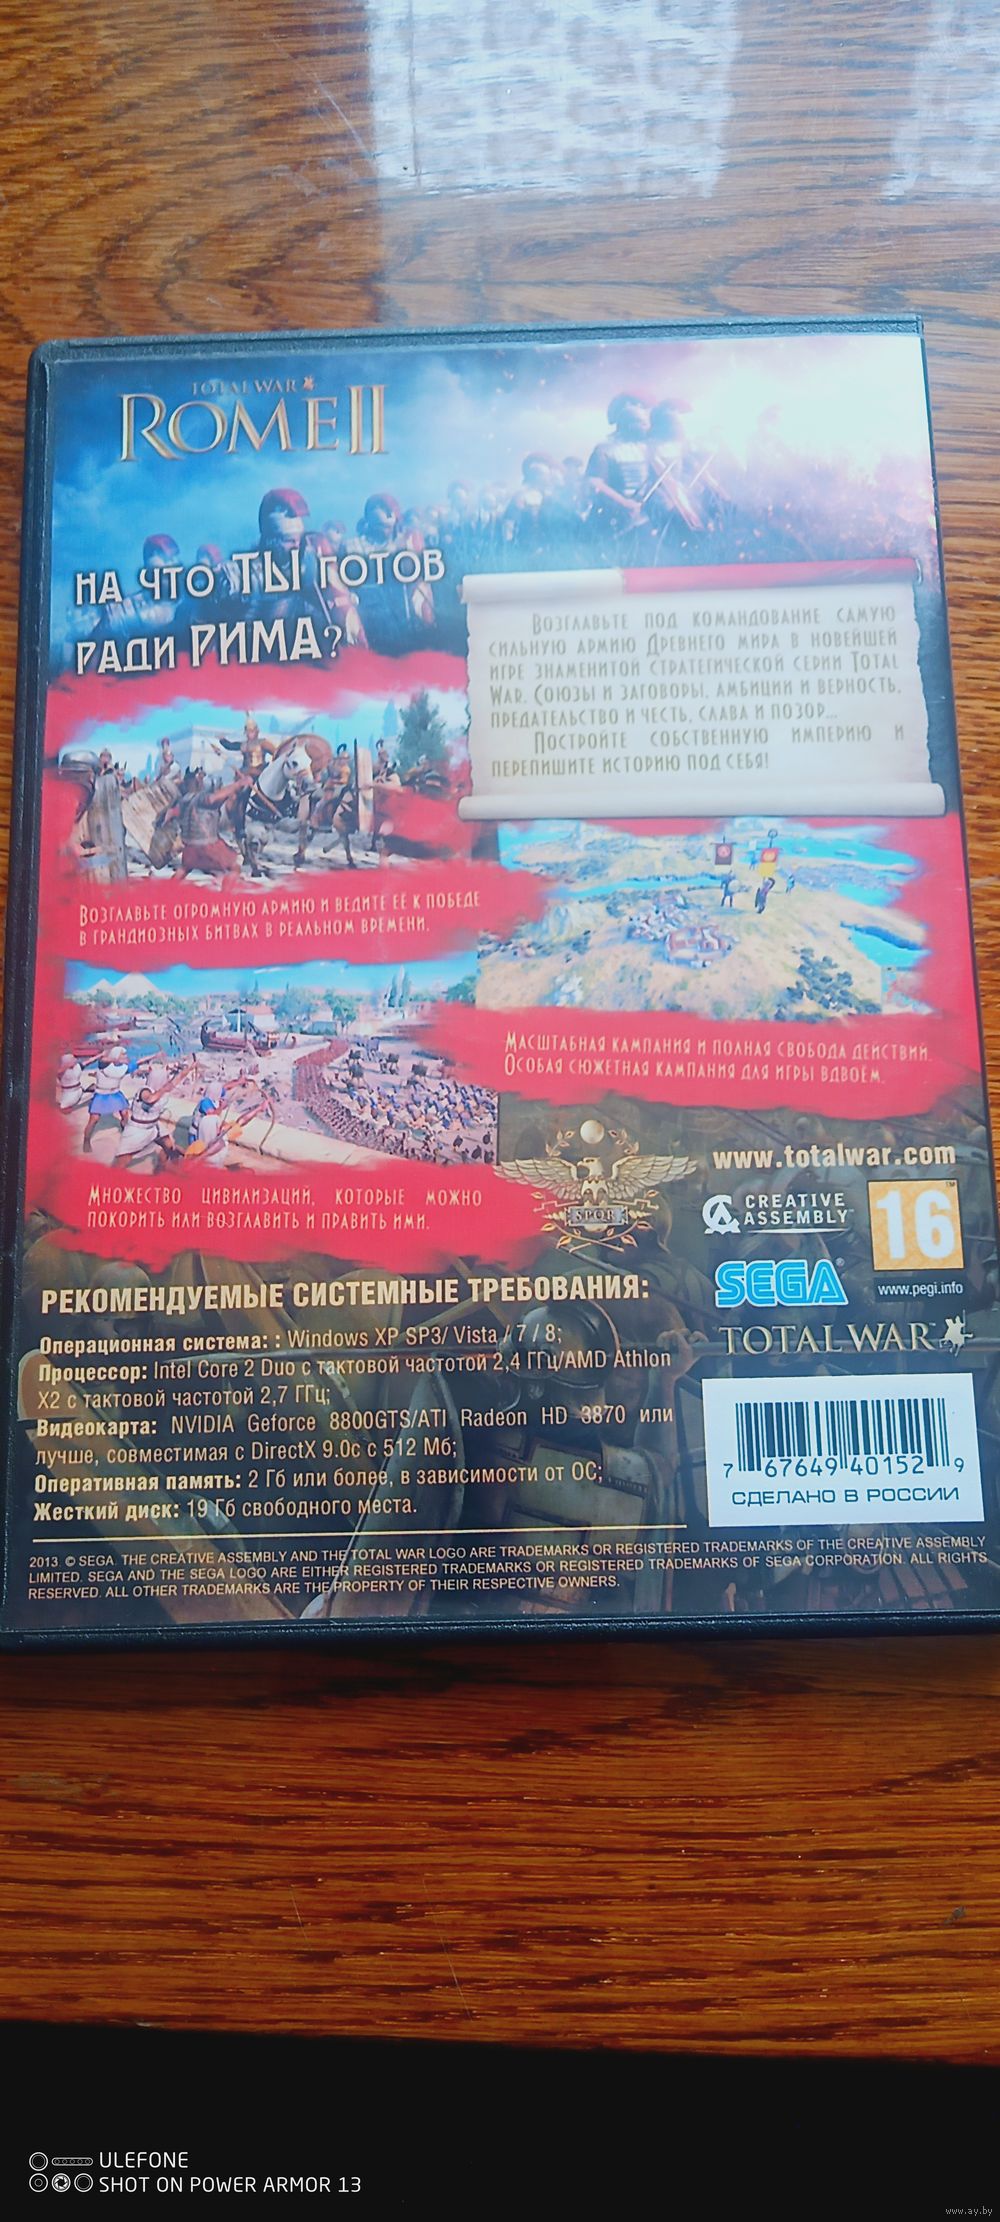 TOTAL WAR
ROME II
НА ЧТО ТЫ ГОТОВ
РАДИ РИМА?
ВОЗГЛАВЬТЕ ПОД КОМАНДОВАНИЕ САМУЮ
СИЛЬНУЮ АРМИЮ ДРЕВНЕГО МИРА В НОВЕЙШЕЙ
ИГРЕ ЗНАМЕНИТОЙ СТРАТЕГИЧЕСКОЙ СЕРИИ TOTAL
WAR. СОЮЗЫ И ЗАГОВОРЫ, АМБИЦИИ И ВЕРНОСТЬ,
ПРЕДАТЕЛЬСТВО И ЧЕСТЬ, СЛАВА И ПОЗОР...
ПОСТРОЙТЕ СОБСТВЕННУЮ ИМПЕРИЮ И
ПЕРЕПИШИТЕ ИСТОРИЮ ПОД СЕБЯ!
ВОЗГЛАВЬТЕ ОГРОМНУЮ АРМИЮ И ВЕДИТЕ ЕЁ К ПОБЕДЕ
В ГРАНДИОЗНЫХ БИТВАХ В РЕАЛЬНОМ ВРЕМЕНИ.
МАСШТАБНАЯ КАМПАНИЯ И ПОЛНАЯ СВОБОДА ДЕЙСТВИЙ.
ОСОБАЯ СЮЖЕТНАЯ КАМПАНИЯ ДЛЯ ИГРЫ ВДВОЕМ.
МНОЖЕСТВО ЦИВИЛИЗАЦИЙ, КОТОРЫЕ МОЖНО
ПОКОРИТЬ ИЛИ ВОЗГЛАВИТЬ И ПРАВИТЬ ИМИ.
SPQR
www.totalwar.com
CREATIVE
ASSEMBLY™
16
™
SEGA®
www.pegi.info
TOTAL WAR
РЕКОМЕНДУЕМЫЕ СИСТЕМНЫЕ ТРЕБОВАНИЯ:
Операционная система: : Windows XP SP3/ Vista / 7 / 8;
Процессор: Intel Core 2 Duo с тактовой частотой 2,4 ГГц/AMD Athlon
X2 с тактовой частотой 2,7 ГГц;
Видеокарта: NVIDIA Geforce 8800GTS/ATI Radeon HD 3870 или
лучше, совместимая с DirectX 9.0c с 512 Мб;
Оперативная память: 2 Гб или более, в зависимости от ОС;
Жесткий диск: 19 Гб свободного места.
7 67649 40152 9
СДЕЛАНО В РОССИИ
2013. © SEGA. THE CREATIVE ASSEMBLY AND THE TOTAL WAR LOGO ARE TRADEMARKS OR REGISTERED TRADEMARKS OF THE CREATIVE ASSEMBLY
LIMITED. SEGA AND THE SEGA LOGO ARE EITHER REGISTERED TRADEMARKS OR REGISTERED TRADEMARKS OF SEGA CORPORATION. ALL RIGHTS
RESERVED. ALL OTHER TRADEMARKS ARE THE PROPERTY OF THEIR RESPECTIVE OWNERS.
ULEFONE
SHOT ON POWER ARMOR 13
www.ay.by